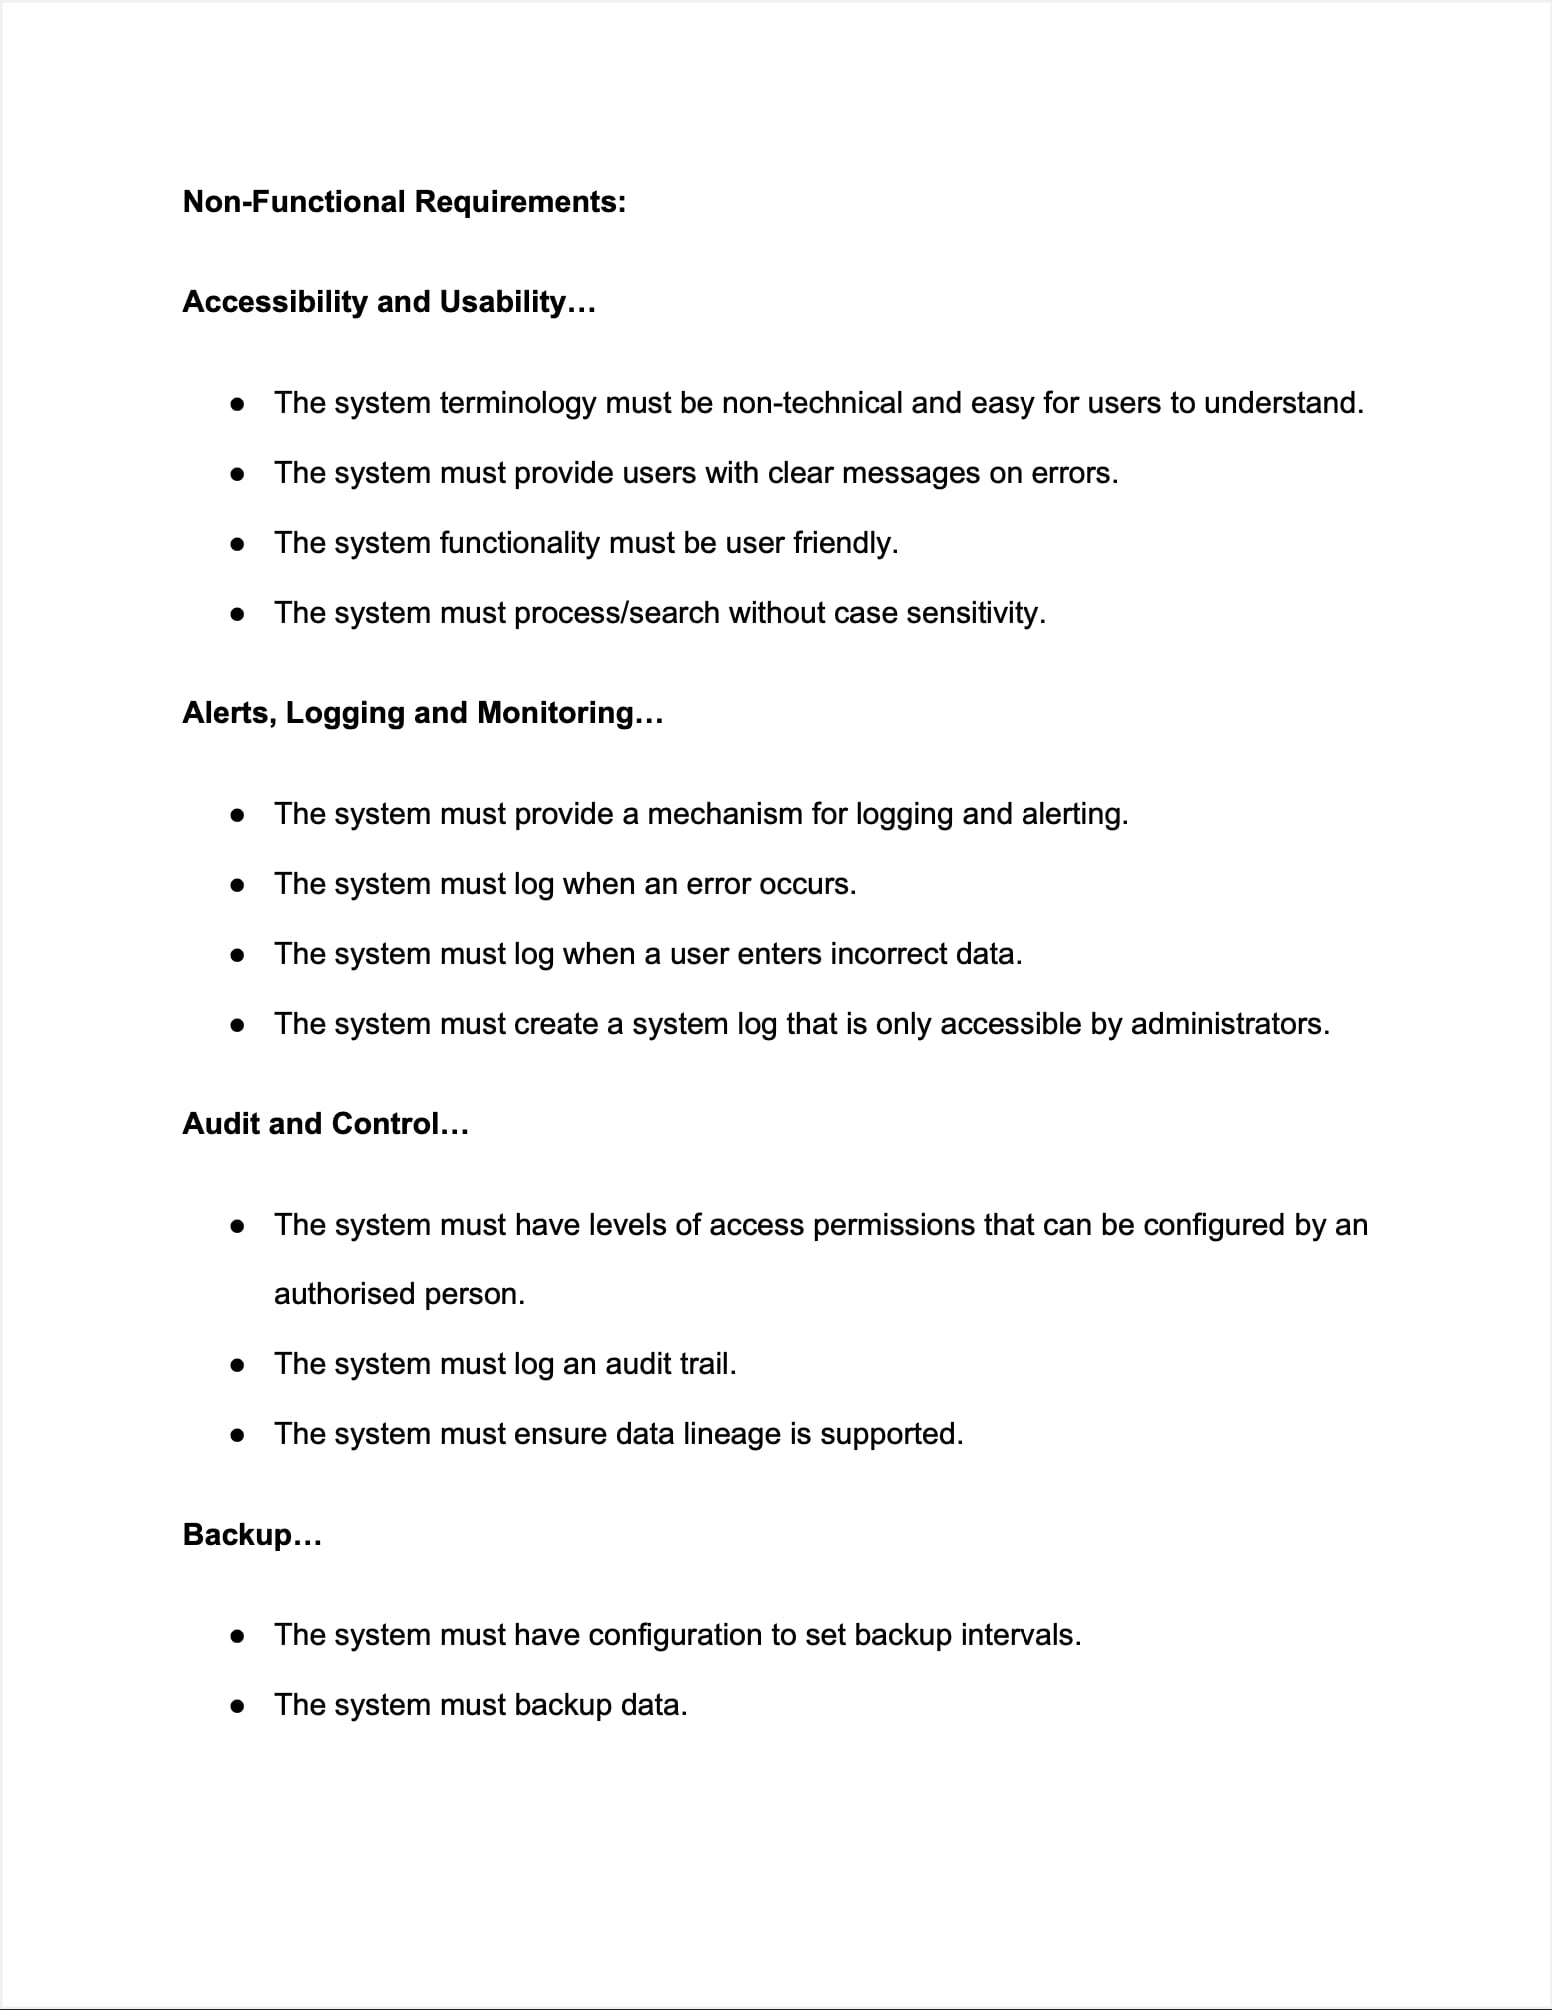 Non-Functional Requirements:
Accessibility and Usability…
● The system terminology must be non-technical and easy for users to understand.
● The system must provide users with clear messages on errors.
● The system functionality must be user friendly.
● The system must process/search without case sensitivity.
Alerts, Logging and Monitoring…
● The system must provide a mechanism for logging and alerting.
● The system must log when an error occurs.
● The system must log when a user enters incorrect data.
● The system must create a system log that is only accessible by administrators.
Audit and Control…
● The system must have levels of access permissions that can be configured by an
authorised person.
● The system must log an audit trail.
● The system must ensure data lineage is supported.
Backup…
● The system must have configuration to set backup intervals.
● The system must backup data.